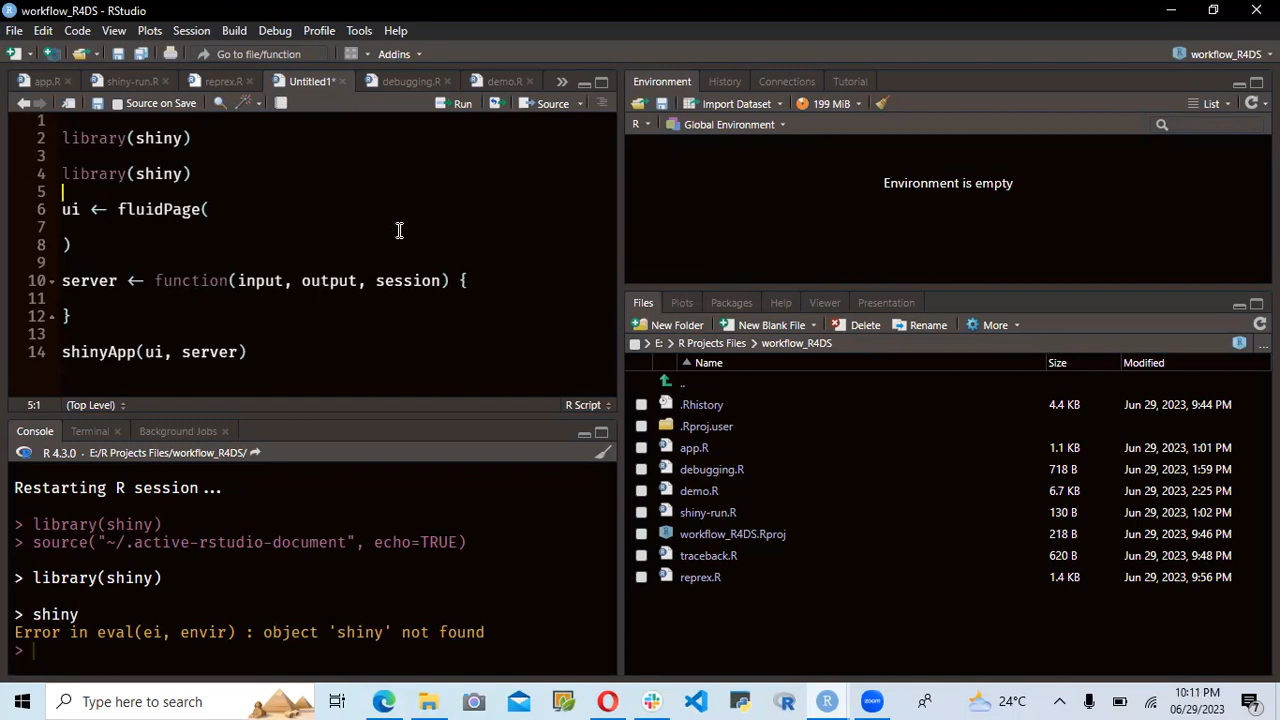 workflow_R4DS - RStudio
File Edit Code View Plots Session Build Debug Profile Tools Help
Go to file/function Addins workflow_R4DS
app.R shiny-run.R reprex.R Untitled1* debugging.R demo.R
Source on Save Run Source
1
2 library(shiny)
3
4 library(shiny)
5
6 ui <- fluidPage(
7
8 )
9
10 server <- function(input, output, session) {
11
12 }
13
14 shinyApp(ui, server)
5:1 (Top Level) R Script
Console Terminal Background Jobs
R 4.3.0 · E:/R Projects Files/workflow_R4DS/
Restarting R session...
> library(shiny)
> source("~/.active-rstudio-document", echo=TRUE)
> library(shiny)
> shiny
Error in eval(ei, envir) : object 'shiny' not found
>
Environment History Connections Tutorial
Import Dataset 199 MiB List
R Global Environment
Environment is empty
Files Plots Packages Help Viewer Presentation
New Folder New Blank File Delete Rename More
E: > R Projects Files > workflow_R4DS ...
Name Size Modified
..
.Rhistory 4.4 KB Jun 29, 2023, 9:44 PM
.Rproj.user
app.R 1.1 KB Jun 29, 2023, 1:01 PM
debugging.R 718 B Jun 29, 2023, 1:59 PM
demo.R 6.7 KB Jun 29, 2023, 2:25 PM
shiny-run.R 130 B Jun 29, 2023, 1:02 PM
workflow_R4DS.Rproj 218 B Jun 29, 2023, 9:46 PM
traceback.R 620 B Jun 29, 2023, 9:46 PM
reprex.R 1.4 KB Jun 29, 2023, 9:56 PM
Type here to search
zoom
24°C
10:11 PM
06/29/2023
7